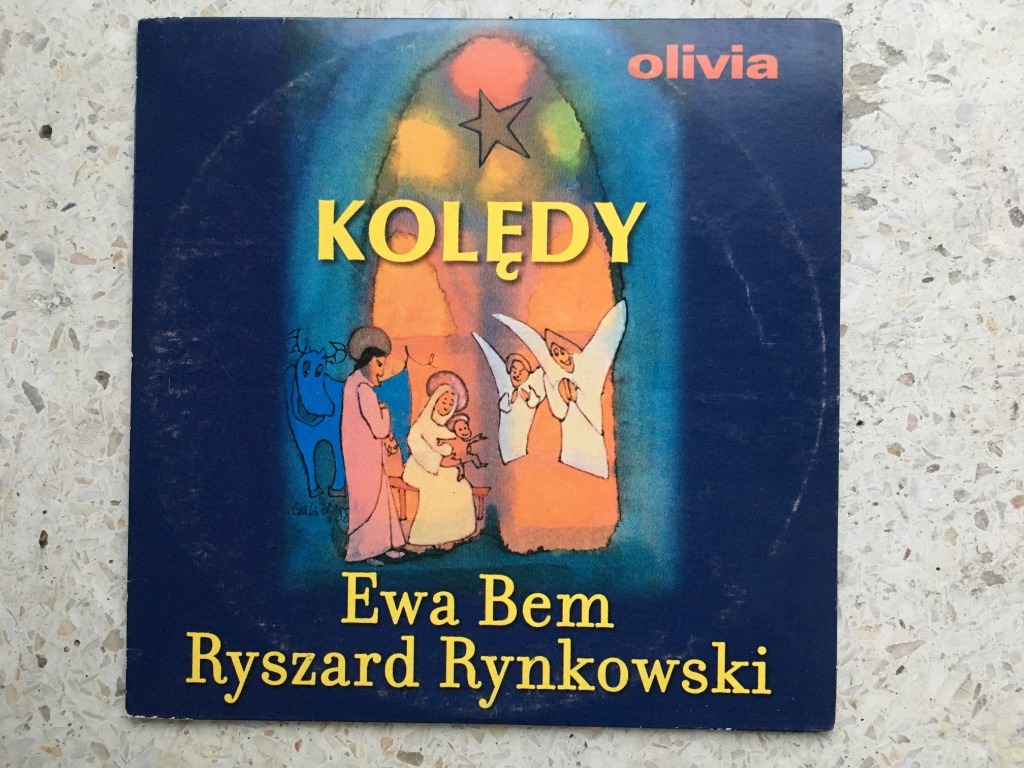 olivia
KOLĘDY
Ewa Bem
Ryszard Rynkowski